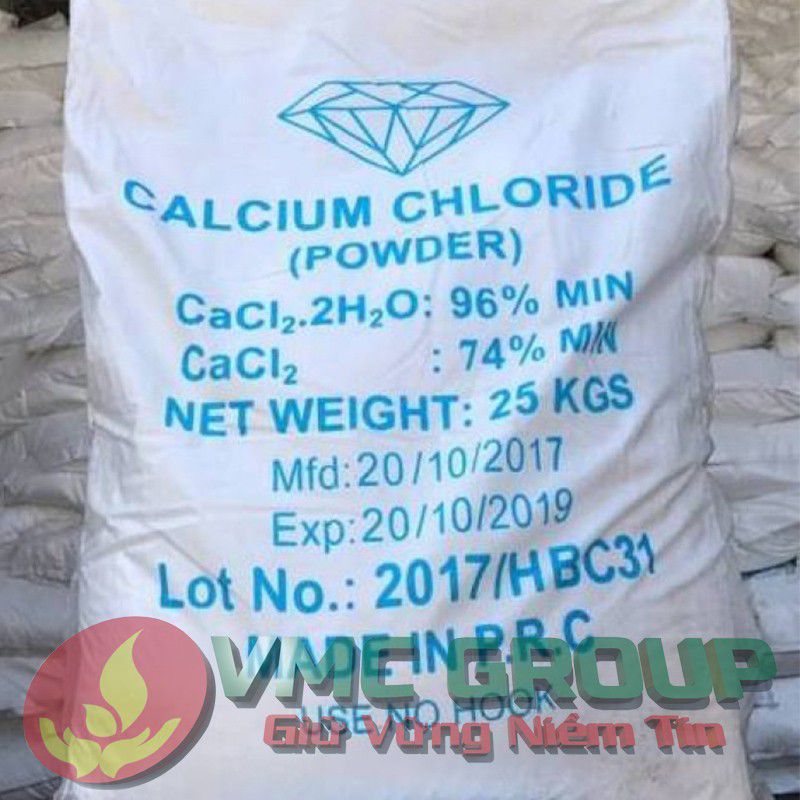 CALCIUM CHLORIDE
(POWDER)
CaCl₂.2H₂O: 96% MIN
CaCl₂ : 74% MIN
NET WEIGHT: 25 KGS
Mfd: 20/10/2017
Exp: 20/10/2019
Lot No.: 2017/HBC31
MADE IN P.R.C
VMC GROUP
USE NO HOOK
Giữ Vững Niềm Tin